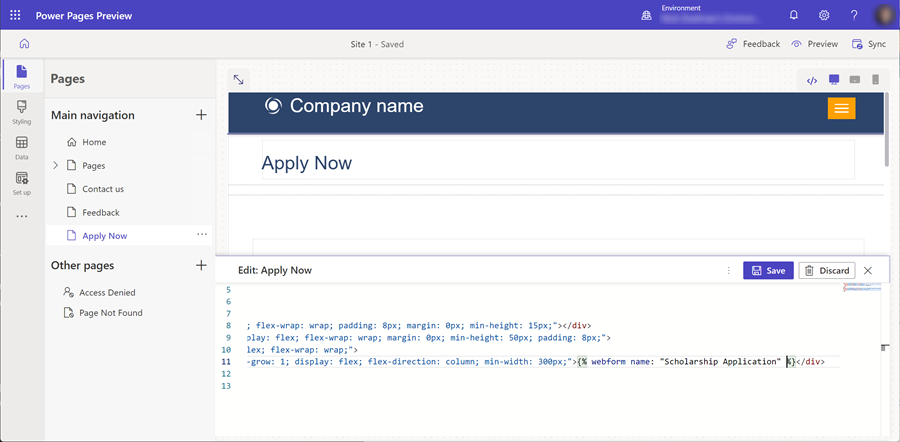 Power Pages Preview
Environment
?
Site 1 - Saved
Feedback
Preview
Sync
Pages
Styling
Data
Set up
...
Pages
Main navigation
+
Home
Pages
Contact us
Feedback
Apply Now
...
Other pages
+
Access Denied
Page Not Found
</>
Company name
Apply Now
Edit: Apply Now
Save
Discard
5
6
7
8 ; flex-wrap: wrap; padding: 8px; margin: 0px; min-height: 15px;"></div>
9 play: flex; flex-wrap: wrap; margin: 0px; min-height: 50px; padding: 8px;">
10 lex; flex-wrap: wrap;">
11 -grow: 1; display: flex; flex-direction: column; min-width: 300px;">{% webform name: "Scholarship Application" %}</div>
12
13